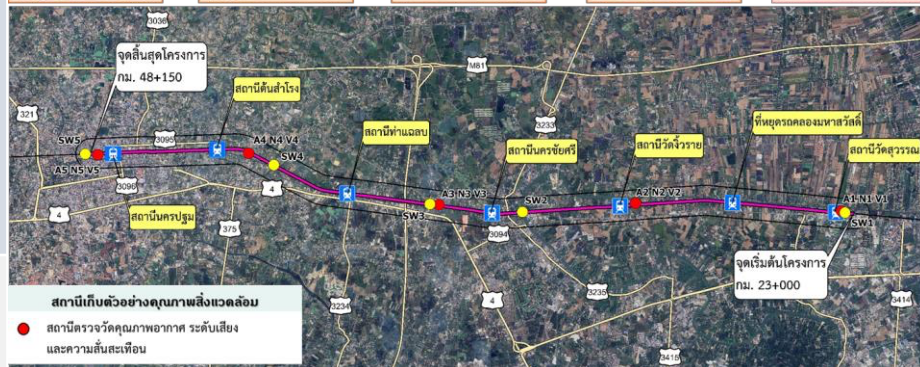 3036
จุดสิ้นสุดโครงการ
กม. 48+150
M81
321
สถานีต้นสำโรง
3233
SW5
3095
A4 N4 V4
สถานีท่าแฉลบ
สถานีนครชัยศรี
สถานีวัดงิ้วราย
ที่หยุดรถคลองมหาสวัสดิ์
สถานีวัดสุวรรณ
A5 N5 V5
3096
SW4
4
4
สถานีนครปฐม
375
A3 N3 V3
SW3
SW2
A2 N2 V2
A1 N1 V1
SW1
3094
จุดเริ่มต้นโครงการ
กม. 23+000
3234
4
3235
3414
3415
สถานีเก็บตัวอย่างคุณภาพสิ่งแวดล้อม
สถานีตรวจวัดคุณภาพอากาศ ระดับเสียง
และความสั่นสะเทือน